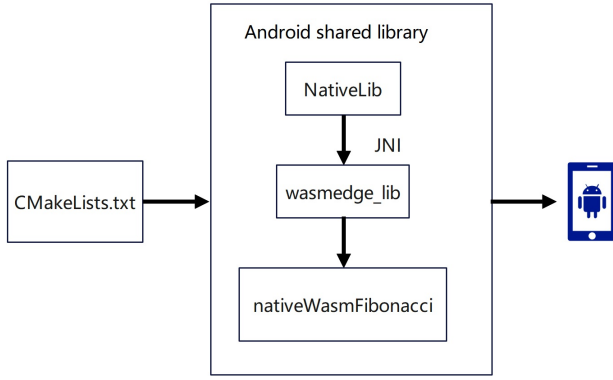 Android shared library
NativeLib
JNI
wasmedge_lib
CMakeLists.txt
nativeWasmFibonacci